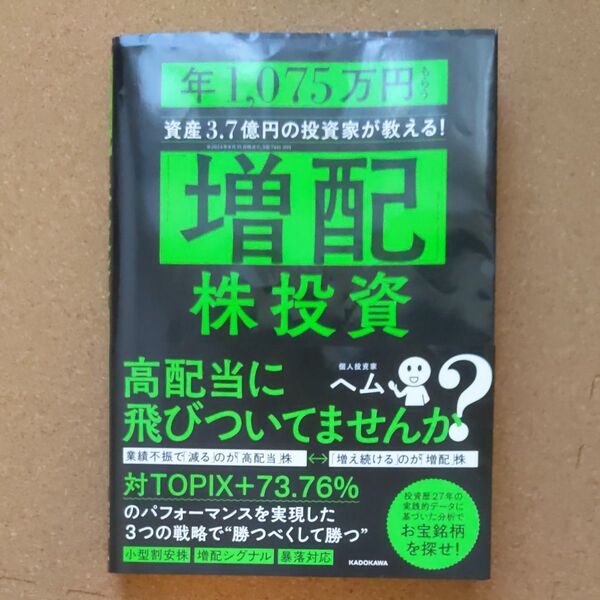 年1,075万円もらう
資産3.7億円の投資家が教える!
「増配」
株投資
個人投資家
ヘム
高配当に
飛びついてませんか?
業績不振で「減る」のが「高配当」株 ↔ 「増え続ける」のが「増配」株
対TOPIX+73.76%
のパフォーマンスを実現した
3つの戦略で“勝つべくして勝つ”
小型割安株 増配シグナル 暴落対応
投資歴27年の
実践的データに
基づいた分析で
お宝銘柄
を探せ!
KADOKAWA